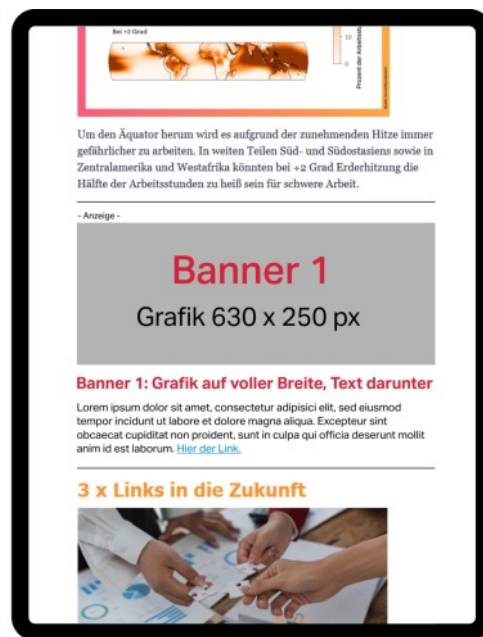 Bei +2 Grad
10
0
Prozent der Arbeitsstu
Um den Äquator herum wird es aufgrund der zunehmenden Hitze immer
gefährlicher zu arbeiten. In weiten Teilen Süd- und Südostasiens sowie in
Zentralamerika und Westafrika könnten bei +2 Grad Erderhitzung die
Hälfte der Arbeitsstunden zu heiß sein für schwere Arbeit.
- Anzeige -
Banner 1
Grafik 630 x 250 px
Banner 1: Grafik auf voller Breite, Text darunter
Lorem ipsum dolor sit amet, consectetur adipisici elit, sed eiusmod
tempor incidunt ut labore et dolore magna aliqua. Excepteur sint
obcaecat cupiditat non proident, sunt in culpa qui officia deserunt mollit
anim id est laborum. Hier der Link.
3 x Links in die Zukunft